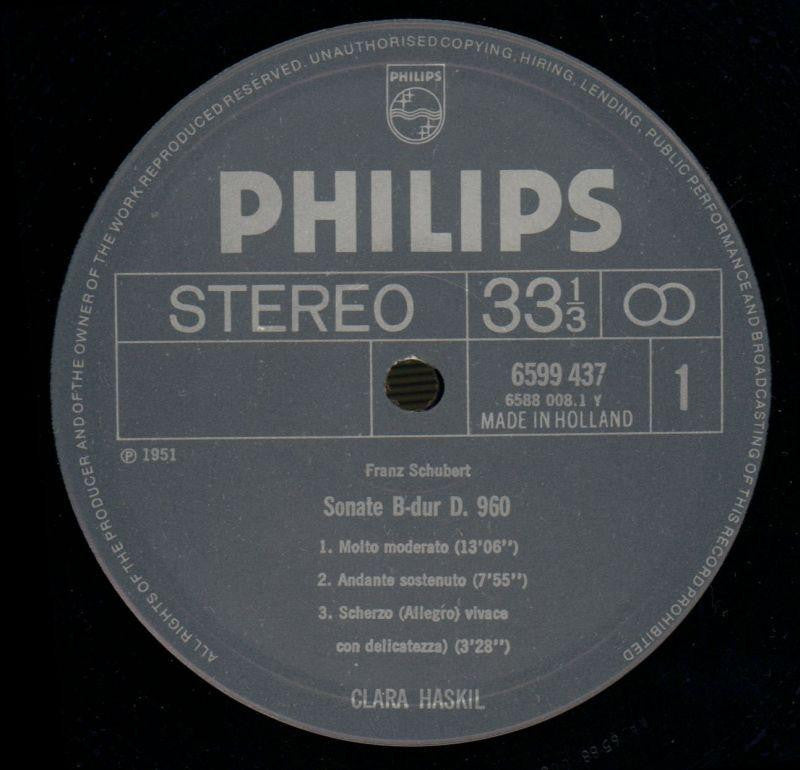 ALL RIGHTS OF THE PRODUCER AND OF THE OWNER OF THE WORK REPRODUCED RESERVED. UNAUTHORISED COPYING, HIRING, LENDING, PUBLIC PERFORMANCE AND BROADCASTING OF THIS RECORD PROHIBITED
PHILIPS
PHILIPS
STEREO 33 1/3
6599 437 1
6588 008.1 Y
MADE IN HOLLAND
℗ 1951
Franz Schubert
Sonate B-dur D. 960
1. Molto moderato (13'06")
2. Andante sostenuto (7'55")
3. Scherzo (Allegro) vivace
con delicatezza) (3'28")
CLARA HASKIL